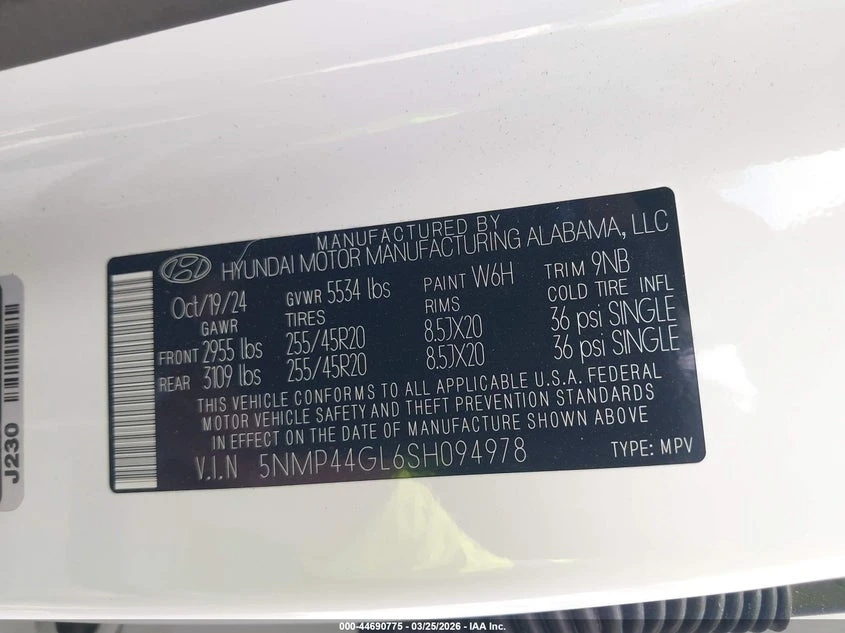 MANUFACTURED BY
HYUNDAI MOTOR MANUFACTURING ALABAMA, LLC
Oct/19/24 GVWR 5534 lbs PAINT W6H TRIM 9NB
GAWR TIRES RIMS COLD TIRE INFL
FRONT 2955 lbs 255/45R20 8.5JX20 36 psi SINGLE
REAR 3109 lbs 255/45R20 8.5JX20 36 psi SINGLE
THIS VEHICLE CONFORMS TO ALL APPLICABLE U.S.A. FEDERAL
MOTOR VEHICLE SAFETY AND THEFT PREVENTION STANDARDS
IN EFFECT ON THE DATE OF MANUFACTURE SHOWN ABOVE
V.I.N 5NMP44GL6SH094978 TYPE: MPV
J230
000-44690775 - 03/25/2026 - IAA Inc.